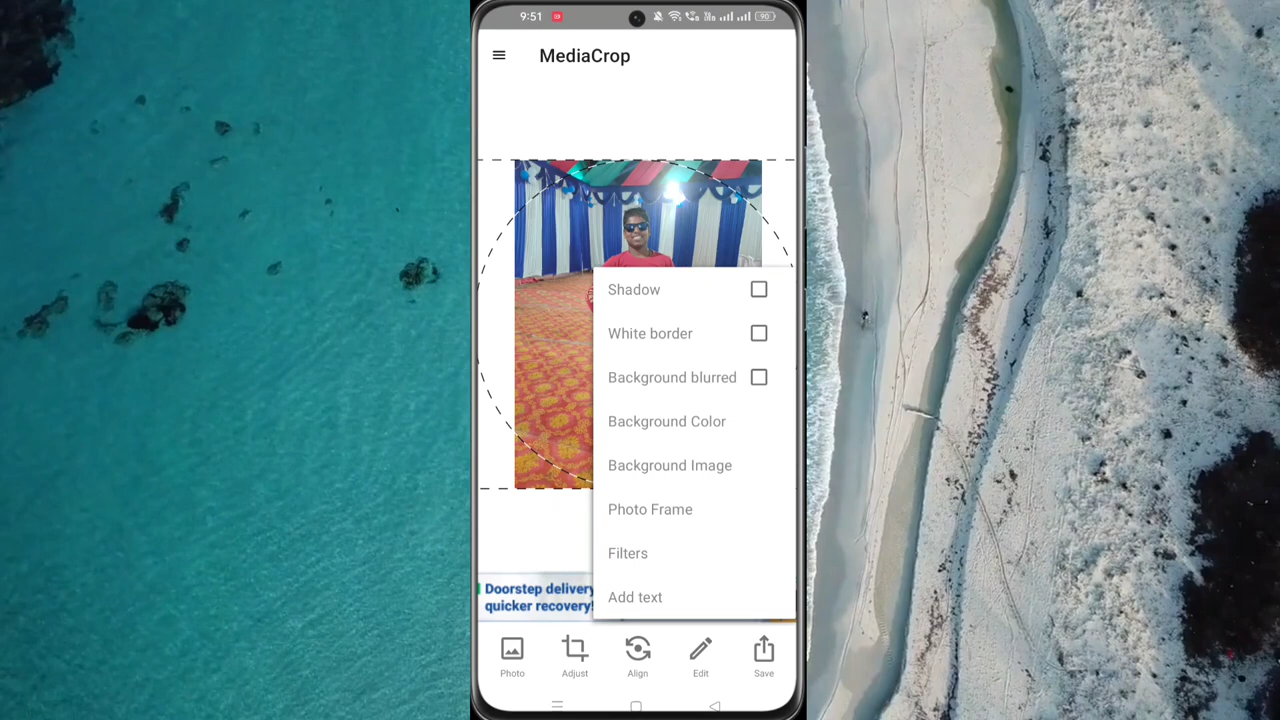 9:51
90
MediaCrop
Shadow
White border
Background blurred
Background Color
Background Image
Photo Frame
Filters
Add text
Doorstep delivery
quicker recovery!
Photo
Adjust
Align
Edit
Save